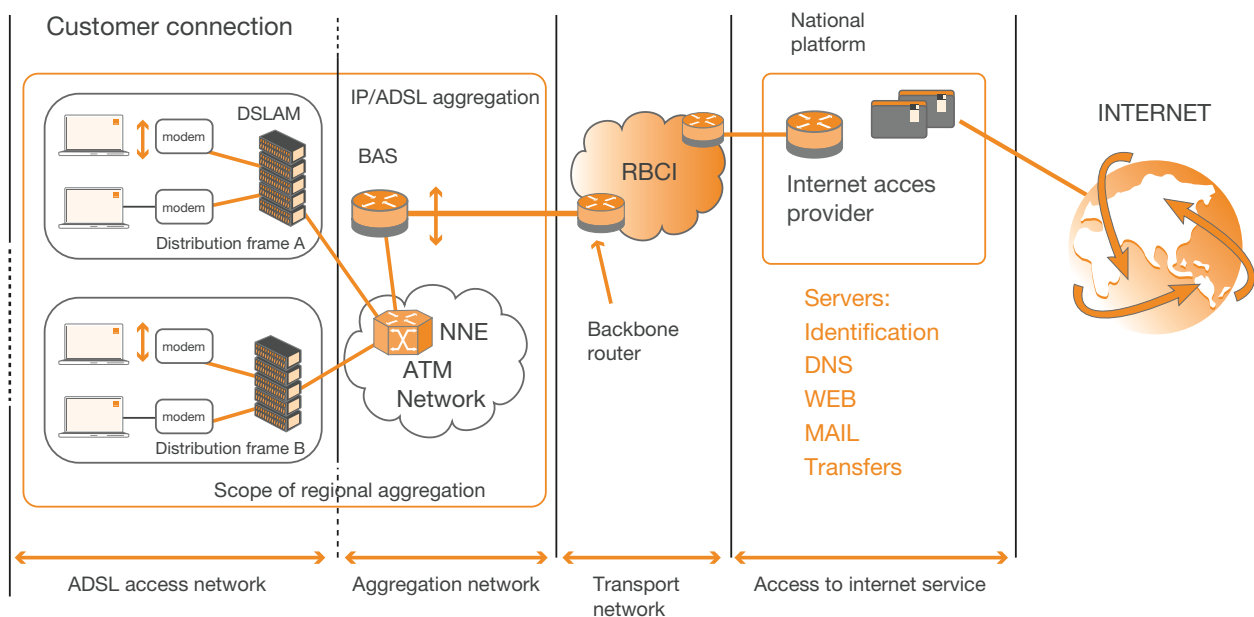 Customer connection
National
platform
IP/ADSL aggregation
DSLAM
modem
BAS
modem
Distribution frame A
RBCI
Internet acces
provider
INTERNET
Backbone
router
Servers:
Identification
DNS
WEB
MAIL
Transfers
NNE
ATM
Network
modem
modem
Distribution frame B
Scope of regional aggregation
ADSL access network
Aggregation network
Transport
network
Access to internet service